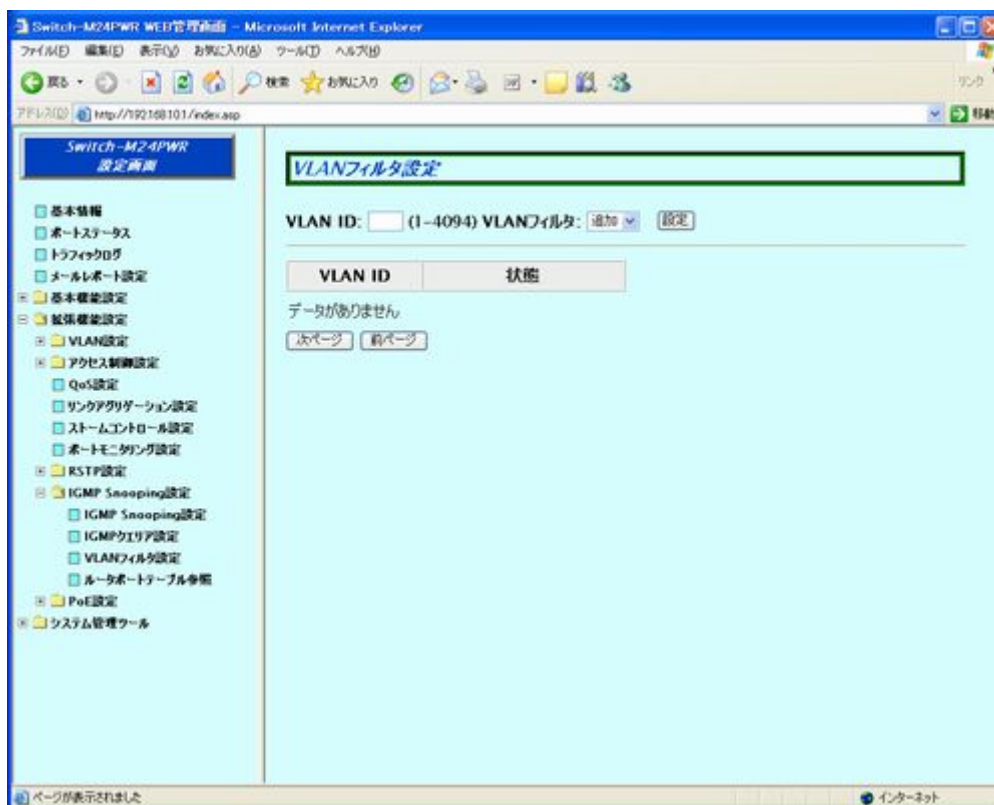 Switch-M24PWR WEB管理画面 - Microsoft Internet Explorer
ファイル(F) 編集(E) 表示(V) お気に入り(A) ツール(T) ヘルプ(H)
戻る 検索 お気に入り リンク
アドレス(D) http://192.168.10.1/index.asp 移動
Switch-M24PWR
設定画面
基本情報
ポートステータス
トラフィックログ
メールレポート設定
基本機能設定
拡張機能設定
VLAN設定
アクセス制御設定
QoS設定
リンクアグリゲーション設定
ストームコントロール設定
ポートモニタリング設定
RSTP設定
IGMP Snooping設定
IGMP Snooping設定
IGMPクエリア設定
VLANフィルタ設定
ルータポートテーブル参照
PoE設定
システム管理ツール
VLANフィルタ設定
VLAN ID: (1-4094) VLANフィルタ: 追加 設定
VLAN ID 状態
データがありません
次ページ 前ページ
ページが表示されました インターネット